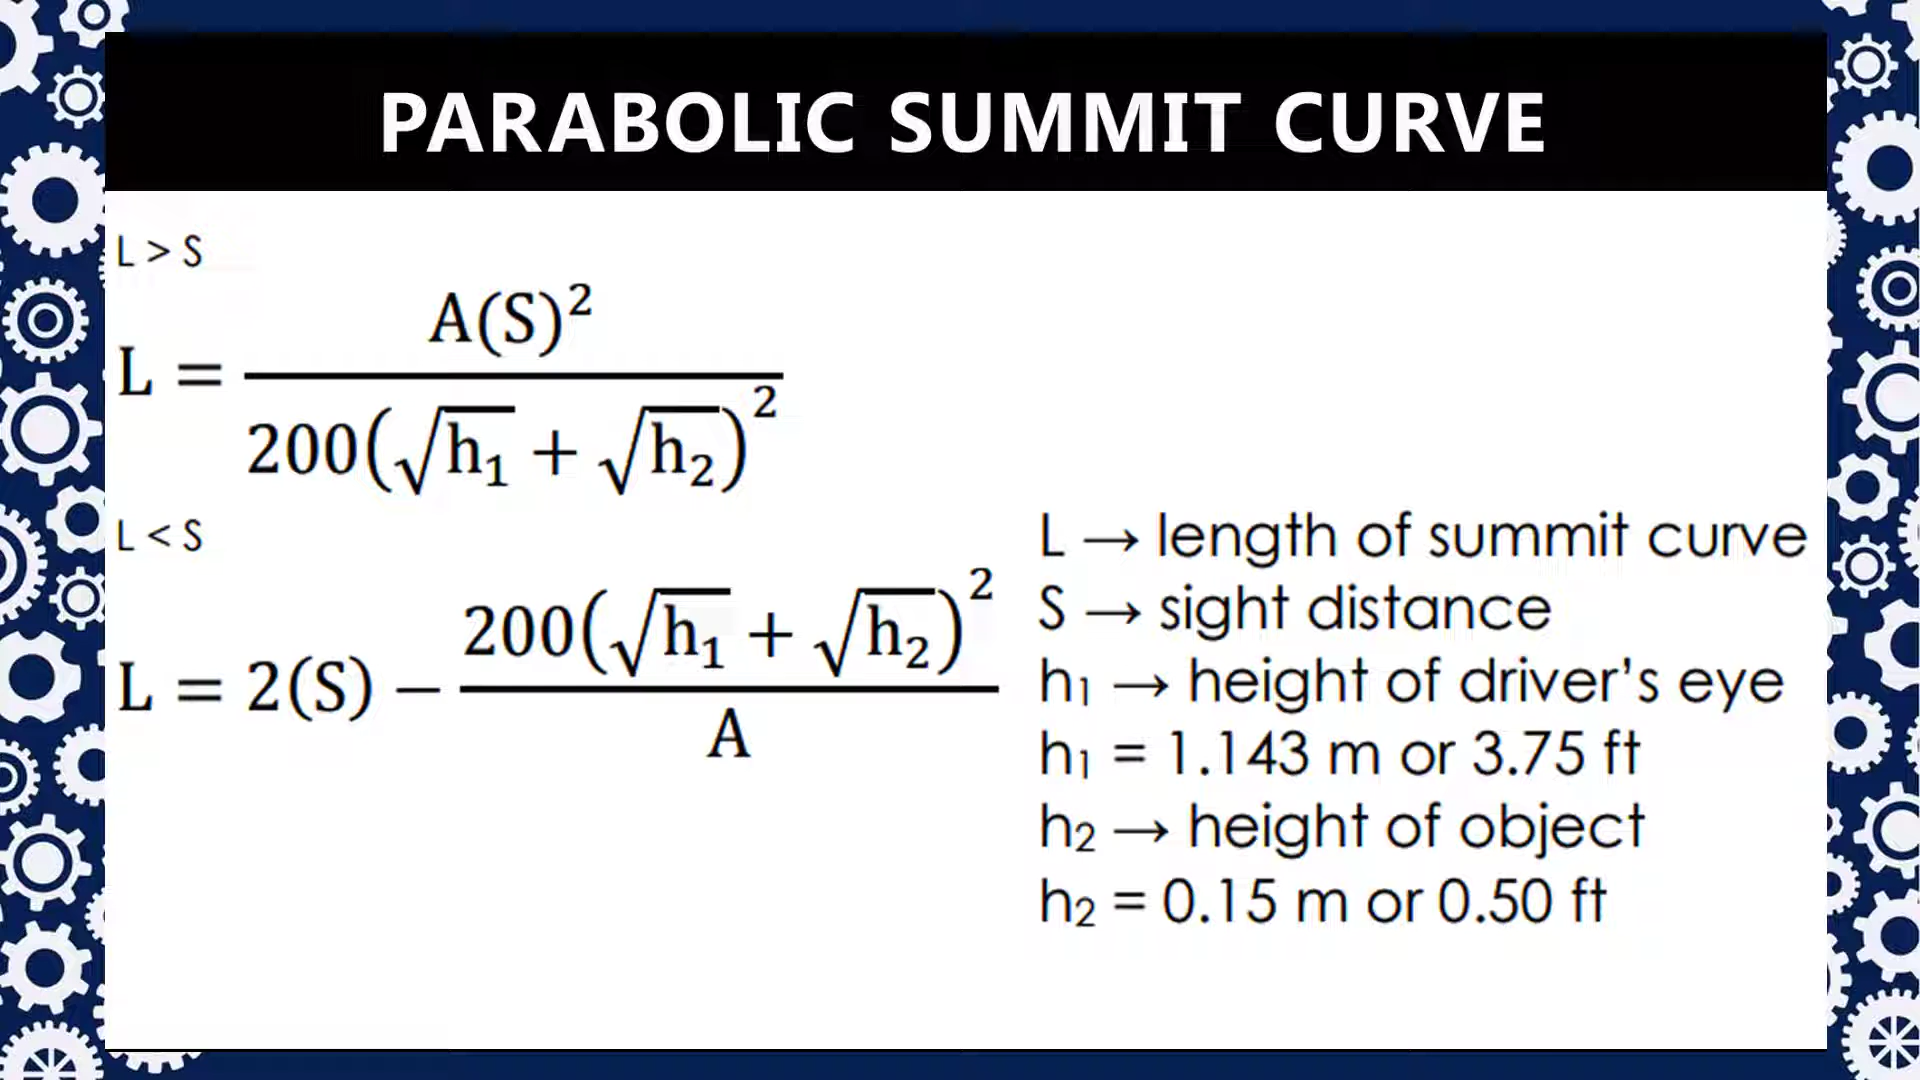 PARABOLIC SUMMIT CURVE
L > S
L = A(S)² / 200(√h₁ + √h₂)²
L < S
L = 2(S) − 200(√h₁ + √h₂)² / A
L → length of summit curve
S → sight distance
h₁ → height of driver’s eye
h₁ = 1.143 m or 3.75 ft
h₂ → height of object
h₂ = 0.15 m or 0.50 ft